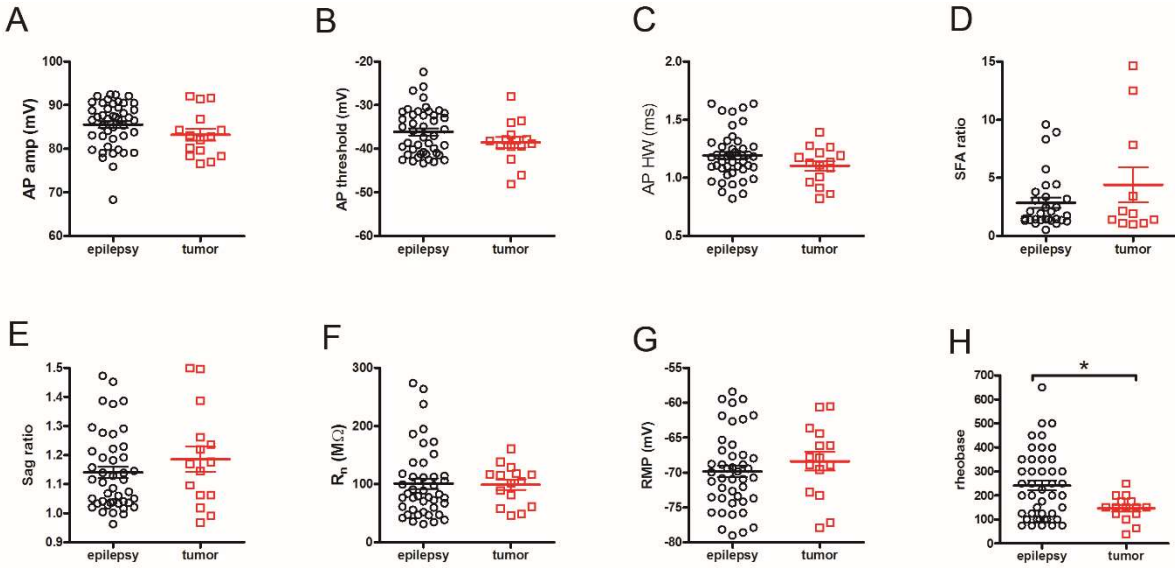 A
AP amp (mV)
100
90
80
70
60
epilepsy tumor
B
AP threshold (mV)
-20
-30
-40
-50
-60
epilepsy tumor
C
AP HW (ms)
2.0
1.5
1.0
0.5
epilepsy tumor
D
SFA ratio
15
10
5
0
epilepsy tumor
E
Sag ratio
1.5
1.4
1.3
1.2
1.1
1.0
0.9
epilepsy tumor
F
Rn (MΩ)
300
200
100
0
epilepsy tumor
G
RMP (mV)
-55
-60
-65
-70
-75
-80
epilepsy tumor
H
rheobase
700
600
500
400
300
200
100
0
*
epilepsy tumor